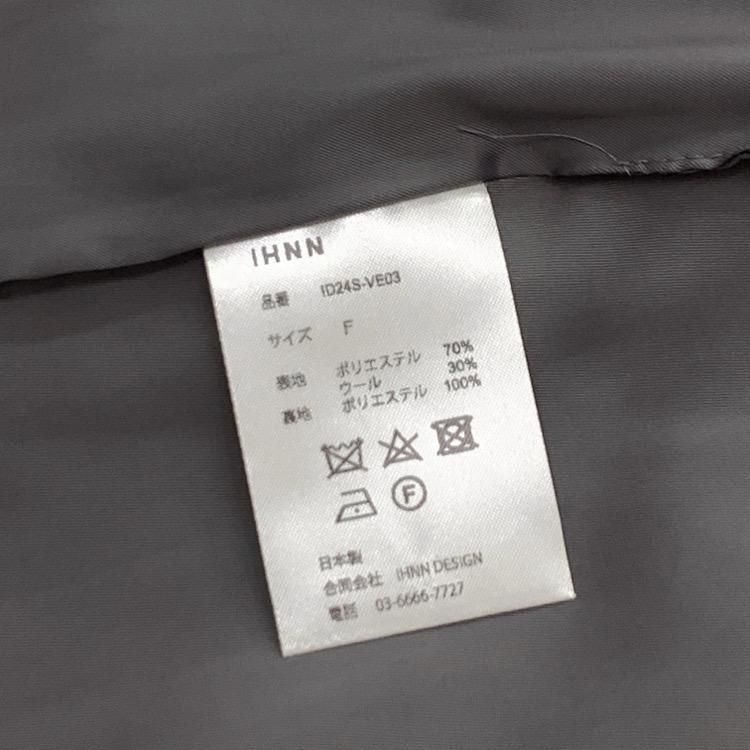 IHNN
品番 ID24S-VE03
サイズ F
表地 ポリエステル 70%
ウール 30%
裏地 ポリエステル 100%
F
日本製
合同会社 IHNN DESIGN
電話 03-6666-7727